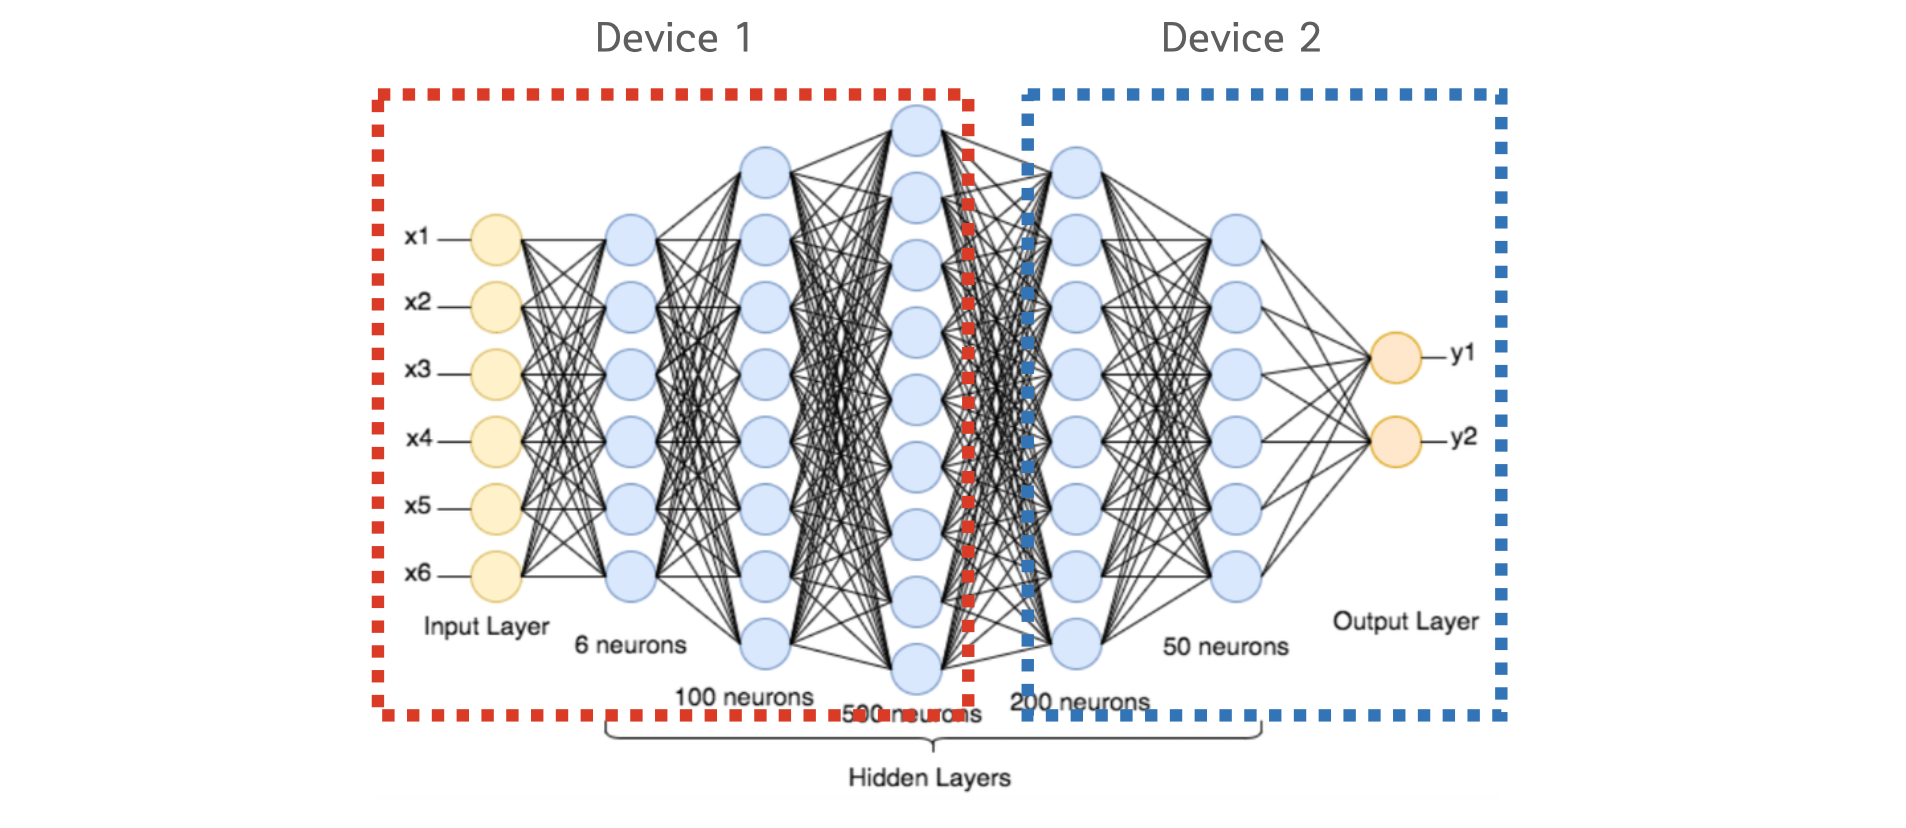 Device 1
Device 2
x1
x2
x3
x4
x5
x6
y1
y2
Input Layer
6 neurons
100 neurons
500 neurons
200 neurons
50 neurons
Output Layer
Hidden Layers